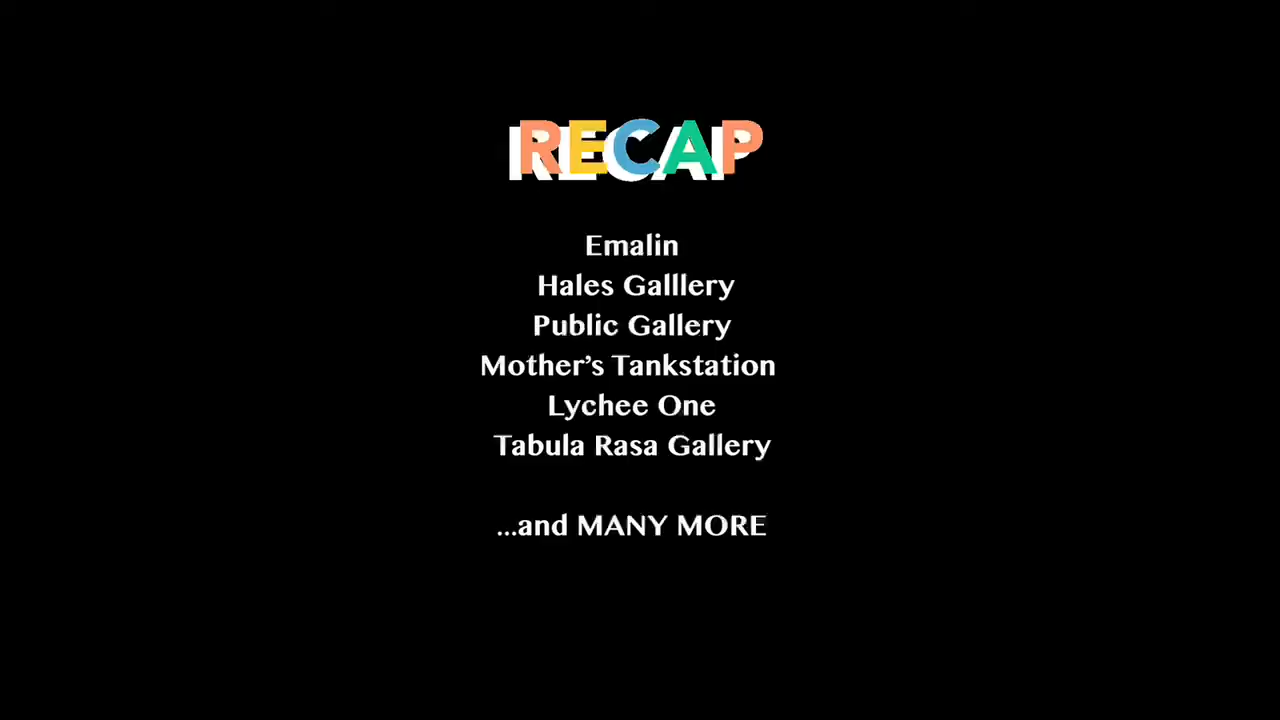 RECAP
Emalin
Hales Galllery
Public Gallery
Mother’s Tankstation
Lychee One
Tabula Rasa Gallery
...and MANY MORE